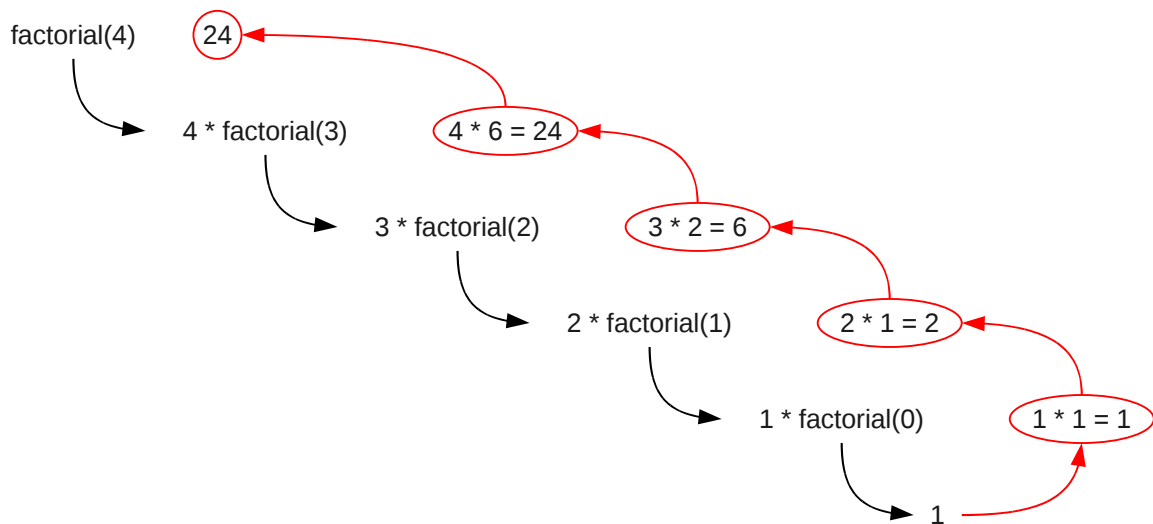 factorial(4) 24
4 * factorial(3) 4 * 6 = 24
3 * factorial(2) 3 * 2 = 6
2 * factorial(1) 2 * 1 = 2
1 * factorial(0) 1 * 1 = 1
1